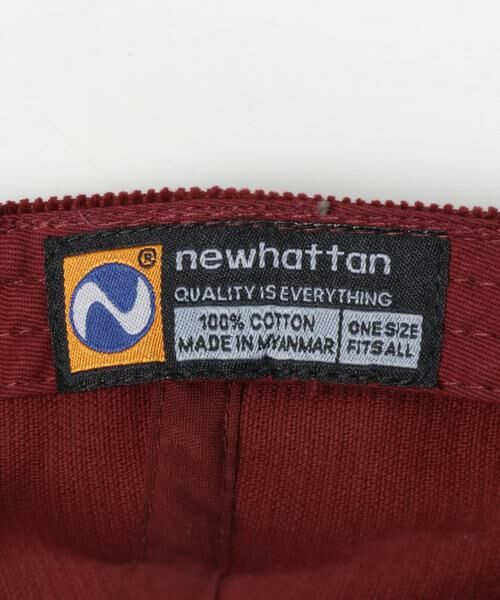 ®
newhattan
QUALITY IS EVERYTHING
100% COTTON
MADE IN MYANMAR
ONE SIZE
FITS ALL